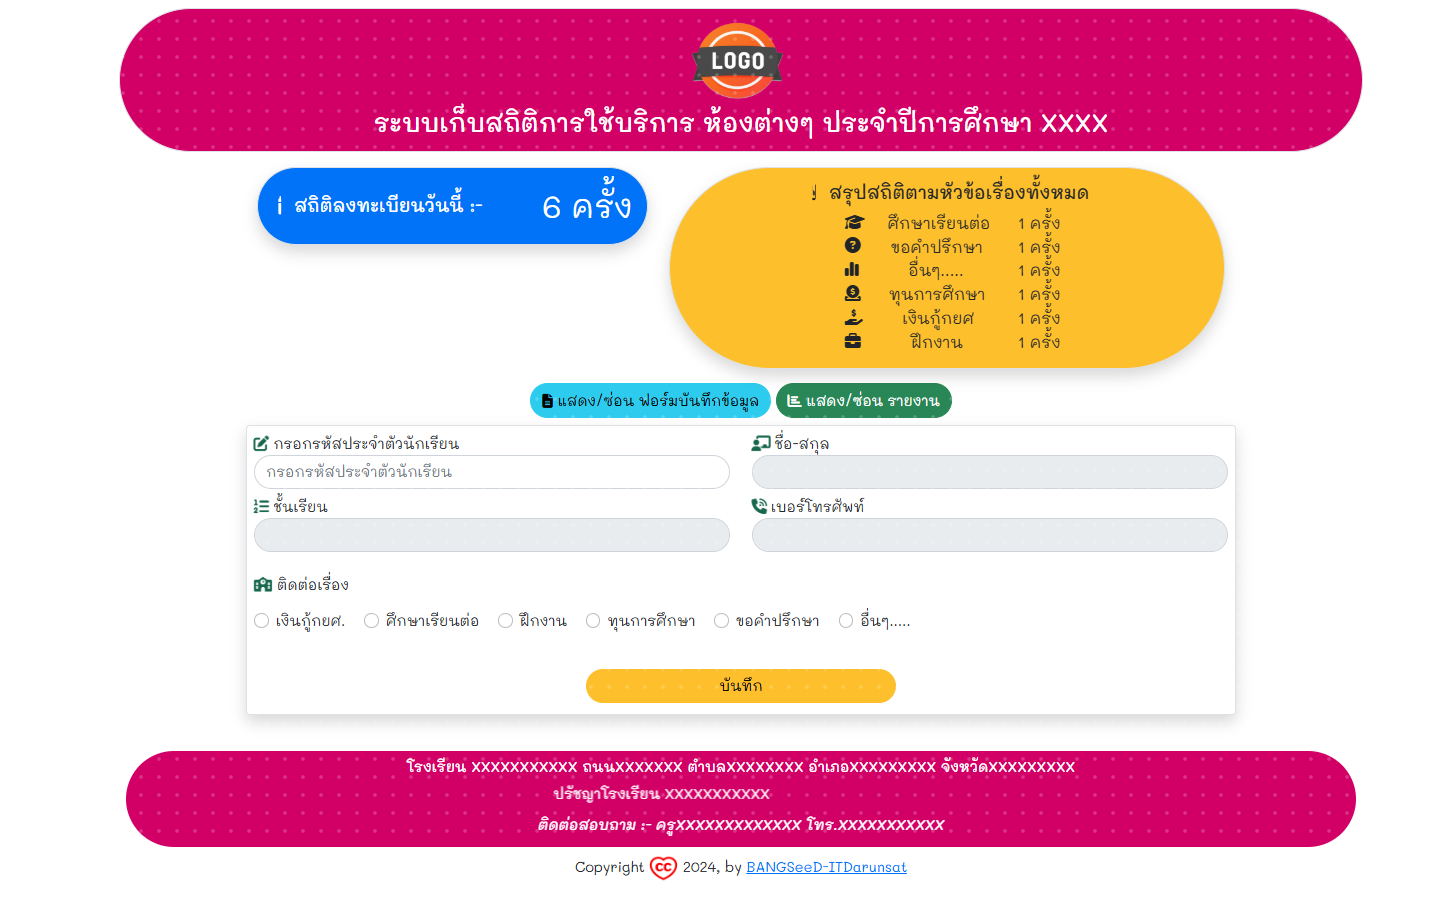 LOGO
ระบบเก็บสถิติการใช้บริการ ห้องต่างๆ ประจำปีการศึกษา XXXX
สถิติลงทะเบียนวันนี้ :- 6 ครั้ง
สรุปสถิติตามหัวข้อเรื่องทั้งหมด
ศึกษาเรียนต่อ 1 ครั้ง
ขอคำปรึกษา 1 ครั้ง
อื่นๆ..... 1 ครั้ง
ทุนการศึกษา 1 ครั้ง
เงินกู้กยศ 1 ครั้ง
ฝึกงาน 1 ครั้ง
แสดง/ซ่อน ฟอร์มบันทึกข้อมูล แสดง/ซ่อน รายงาน
กรอกรหัสประจำตัวนักเรียน ชื่อ-สกุล
กรอกรหัสประจำตัวนักเรียน
ชั้นเรียน เบอร์โทรศัพท์
ติดต่อเรื่อง
เงินกู้กยศ. ศึกษาเรียนต่อ ฝึกงาน ทุนการศึกษา ขอคำปรึกษา อื่นๆ.....
บันทึก
โรงเรียน XXXXXXXXXXX ถนนXXXXXXX ตำบลXXXXXXXX อำเภอXXXXXXXXX จังหวัดXXXXXXXXX
ปรัชญาโรงเรียน XXXXXXXXXXX
ติดต่อสอบถาม :- ครูXXXXXXXXXXXXX โทร.XXXXXXXXXXX
Copyright CC 2024, by BANGSeeD-ITDarunsat